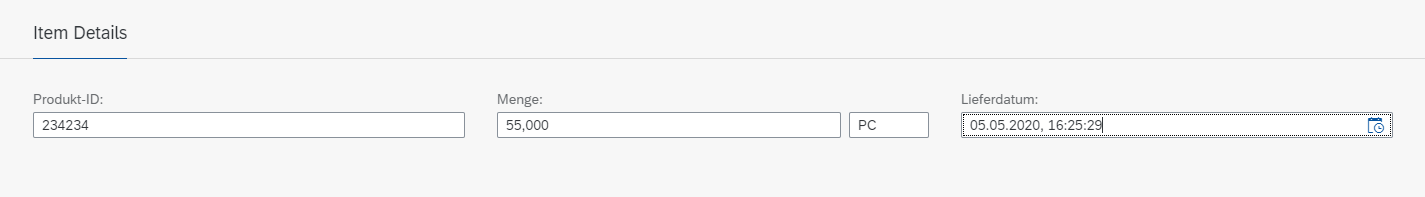 Item Details
Produkt-ID: Menge: Lieferdatum:
234234 55,000 PC 05.05.2020, 16:25:29